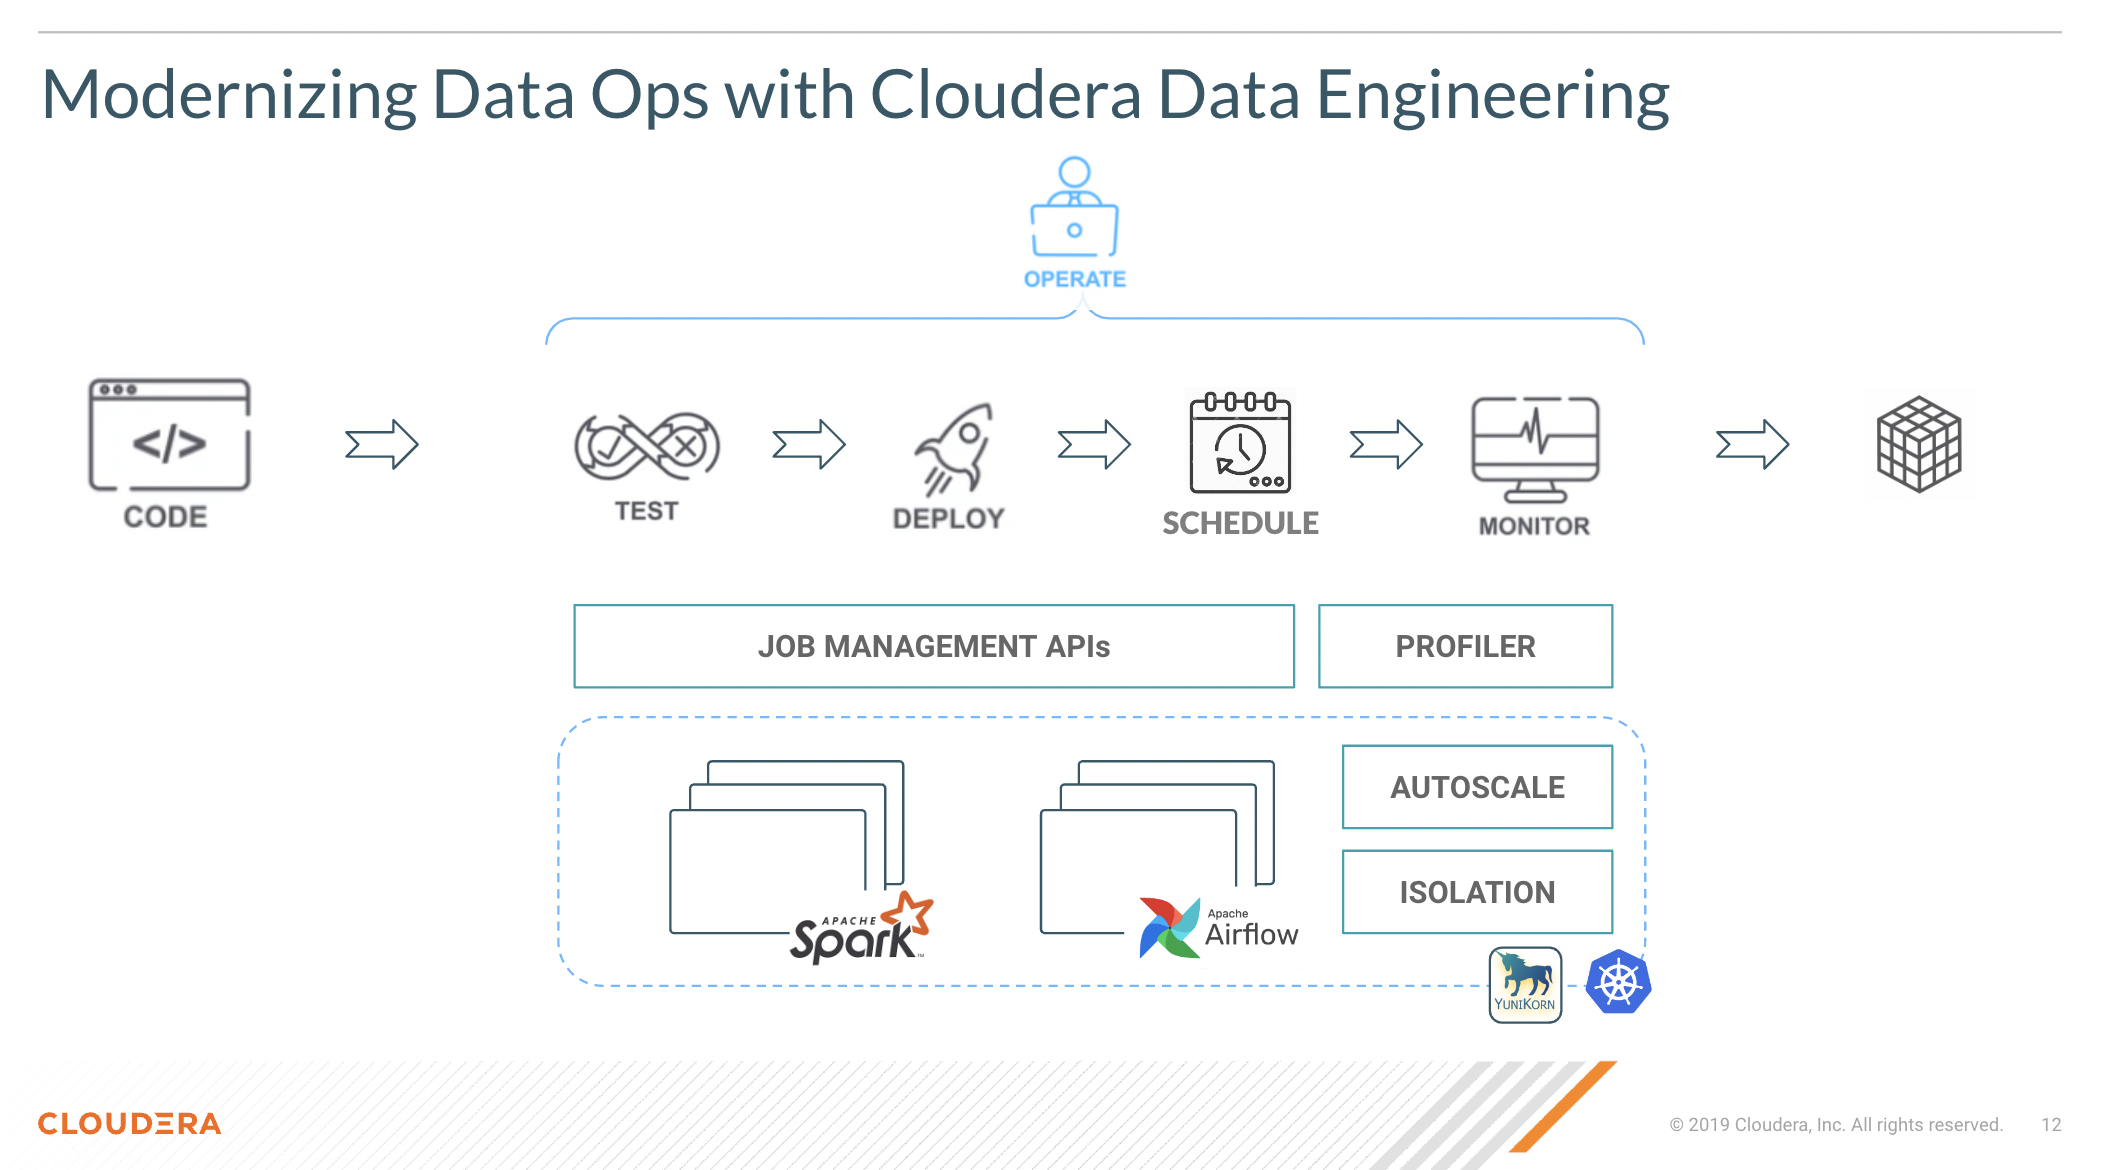 Modernizing Data Ops with Cloudera Data Engineering
OPERATE
</>
CODE
TEST
DEPLOY
SCHEDULE
MONITOR
JOB MANAGEMENT APIs
PROFILER
AUTOSCALE
ISOLATION
APACHE
Spark™
Apache
Airflow
YUNIKORN
CLOUDERA
© 2019 Cloudera, Inc. All rights reserved. 12